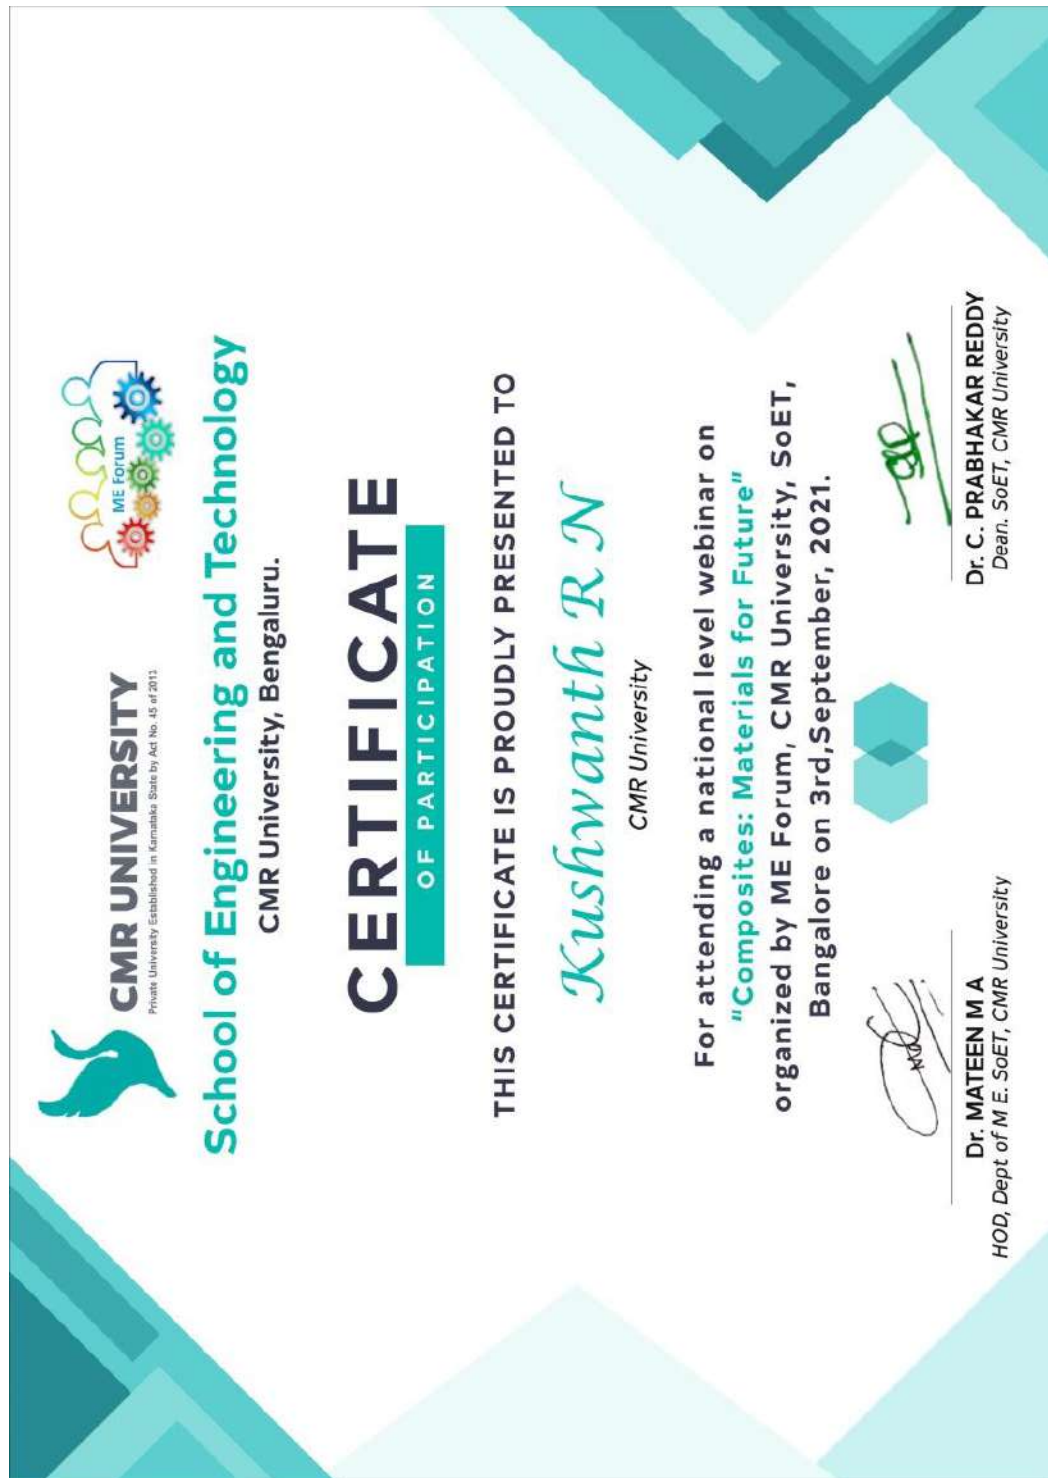 CMR UNIVERSITY
Private University Established in Karnataka State by Act No. 45 of 2013
ME Forum
School of Engineering and Technology
CMR University, Bengaluru.
CERTIFICATE
OF PARTICIPATION
THIS CERTIFICATE IS PROUDLY PRESENTED TO
Kushwanth R N
CMR University
For attending a national level webinar on
"Composites: Materials for Future"
organized by ME Forum, CMR University, SoET,
Bangalore on 3rd,September, 2021.
Dr. MATEEN M A
HOD, Dept of M E. SoET, CMR University
Dr. C. PRABHAKAR REDDY
Dean. SoET, CMR University